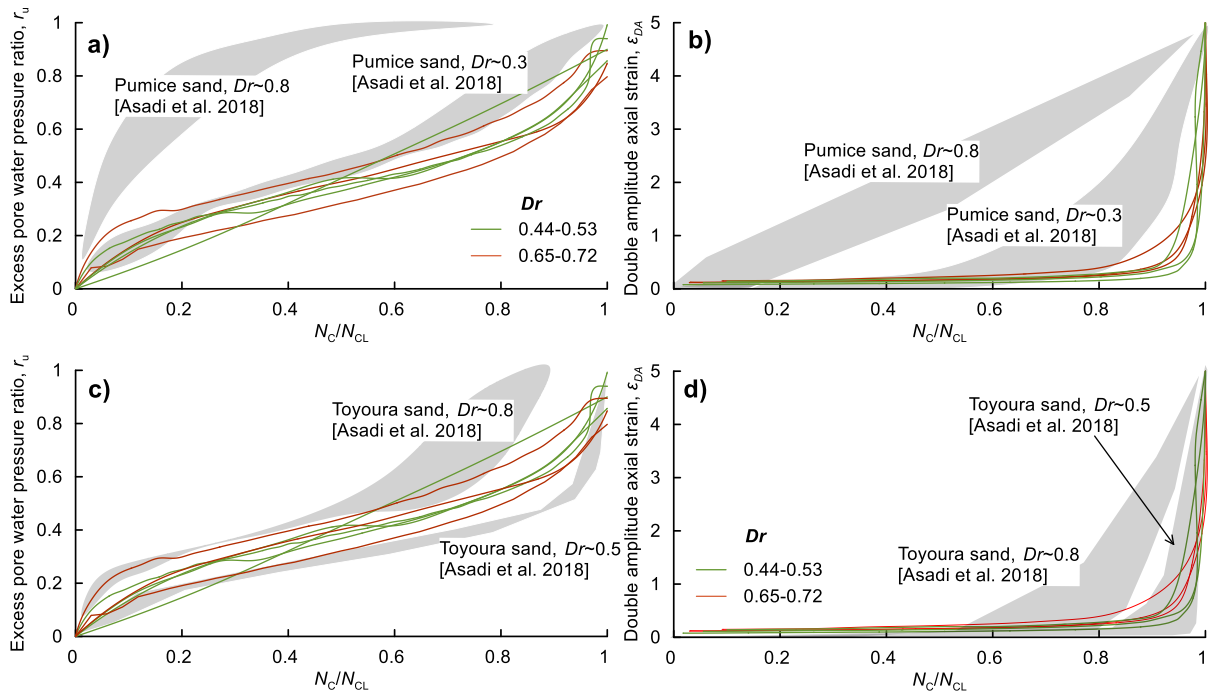 a)
Excess pore water pressure ratio, ru
1
0.8
0.6
0.4
0.2
0
Pumice sand, Dr~0.8
[Asadi et al. 2018]
Pumice sand, Dr~0.3
[Asadi et al. 2018]
Dr
0.44-0.53
0.65-0.72
0 0.2 0.4 0.6 0.8 1
NC/NCL
b)
Double amplitude axial strain, εDA
5
4
3
2
1
0
Pumice sand, Dr~0.8
[Asadi et al. 2018]
Pumice sand, Dr~0.3
[Asadi et al. 2018]
0 0.2 0.4 0.6 0.8 1
NC/NCL
c)
Excess pore water pressure ratio, ru
1
0.8
0.6
0.4
0.2
0
Toyoura sand, Dr~0.8
[Asadi et al. 2018]
Toyoura sand, Dr~0.5
[Asadi et al. 2018]
0 0.2 0.4 0.6 0.8 1
NC/NCL
d)
Double amplitude axial strain, εDA
5
4
3
2
1
0
Toyoura sand, Dr~0.5
[Asadi et al. 2018]
Dr
Toyoura sand, Dr~0.8
[Asadi et al. 2018]
0.44-0.53
0.65-0.72
0 0.2 0.4 0.6 0.8 1
NC/NCL